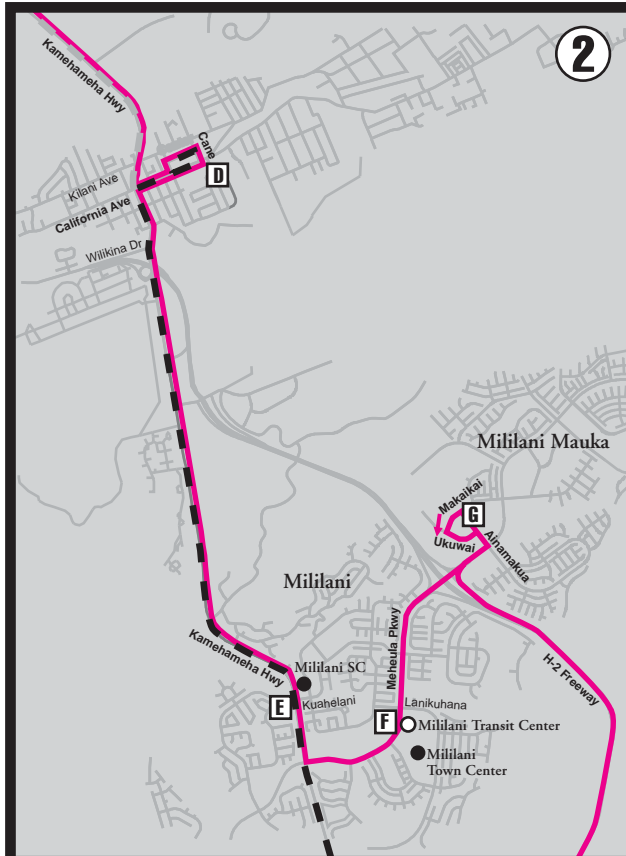 2
Kamehameha Hwy
Cane
D
Kilani Ave
California Ave
Wilikina Dr
Mililani Mauka
Makaikai
G
Ukuwai
Ainamakua
Mililani
Meheula Pkwy
Kamehameha Hwy
H-2 Freeway
Mililani SC
E
Kuahelani
Lanikuhana
F
Mililani Transit Center
Mililani
Town Center